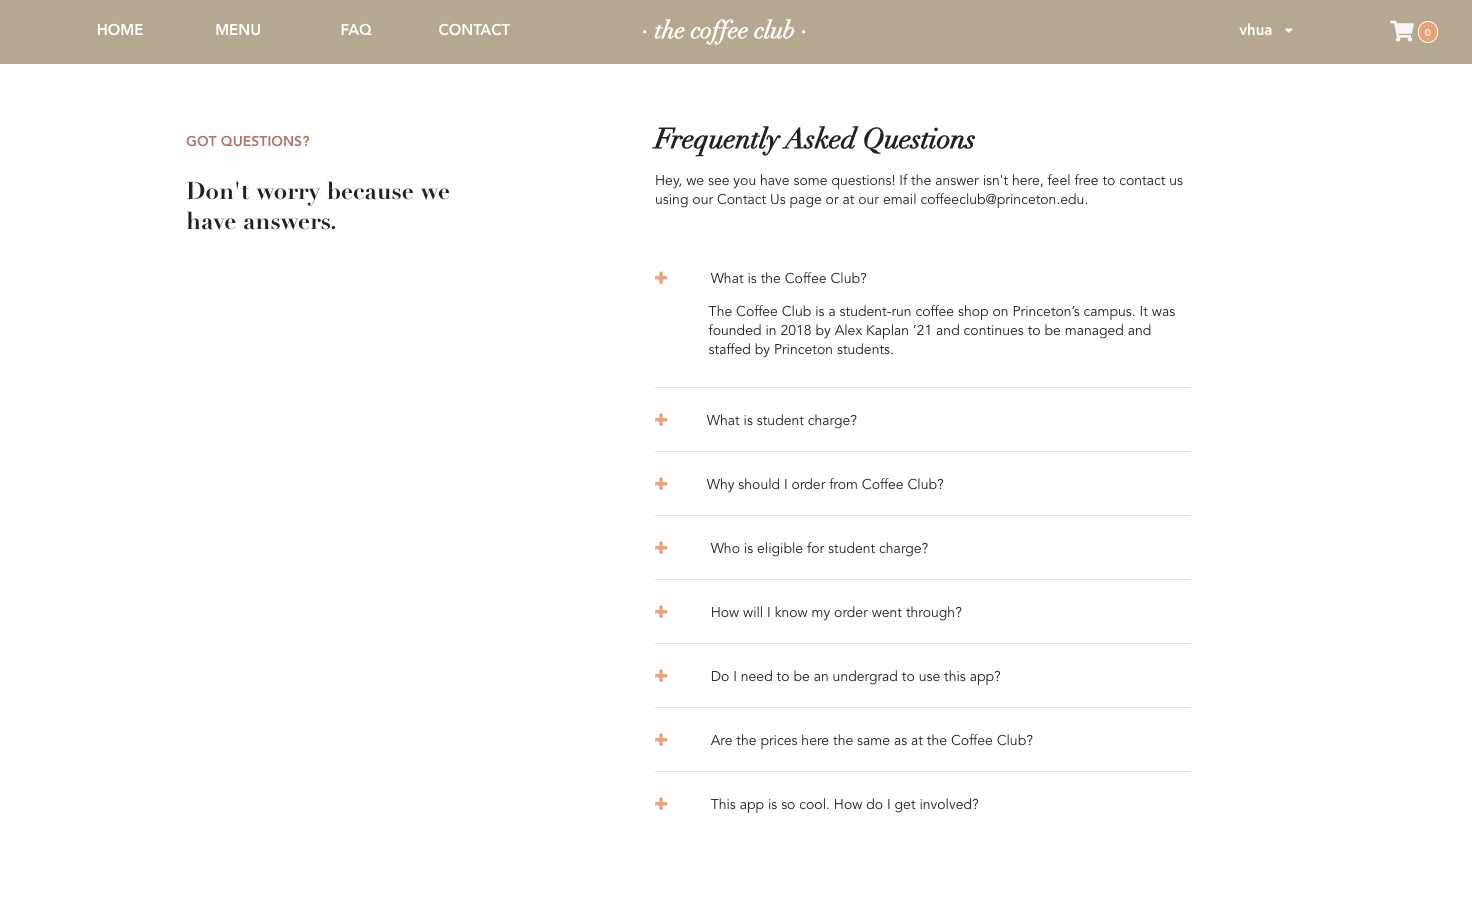 HOME MENU FAQ CONTACT · the coffee club · vhua 0
GOT QUESTIONS?
Don't worry because we
have answers.
Frequently Asked Questions
Hey, we see you have some questions! If the answer isn't here, feel free to contact us
using our Contact Us page or at our email coffeeclub@princeton.edu.
What is the Coffee Club?
The Coffee Club is a student-run coffee shop on Princeton’s campus. It was
founded in 2018 by Alex Kaplan ’21 and continues to be managed and
staffed by Princeton students.
What is student charge?
Why should I order from Coffee Club?
Who is eligible for student charge?
How will I know my order went through?
Do I need to be an undergrad to use this app?
Are the prices here the same as at the Coffee Club?
This app is so cool. How do I get involved?